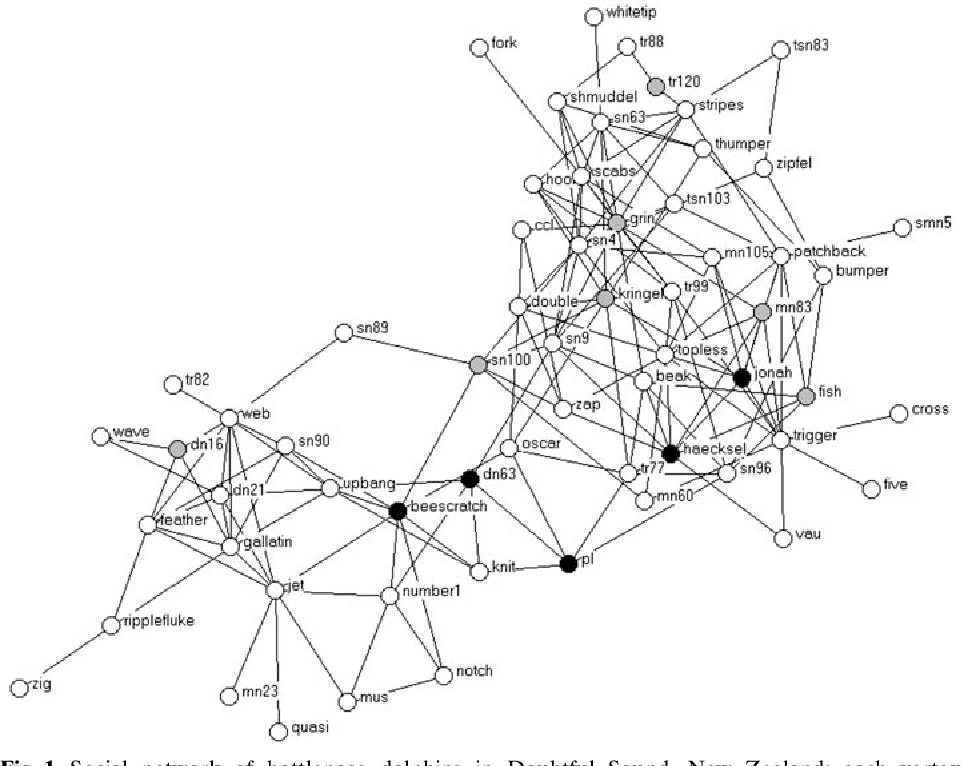 whitetip
fork
tr88
tsn83
tr120
shmuddel
stripes
sn63
thumper
zipfel
hook
scabs
tsn103
grin
smn5
ccl
sn4
mn105
patchback
bumper
tr99
double
kringel
mn83
sn89
sn9
topless
sn100
beak
jonah
tr82
fish
zap
web
cross
wave
dn16
sn90
oscar
haecksel
trigger
tr77
sn96
dn21
upbang
dn63
five
mn60
beescratch
feather
vau
gallatin
knit
pl
jet
number1
ripplefluke
notch
zig
mn23
mus
quasi
Fig 1 Social network of bottlenose dolphins in Doubtful Sound, New Zealand; each vertex